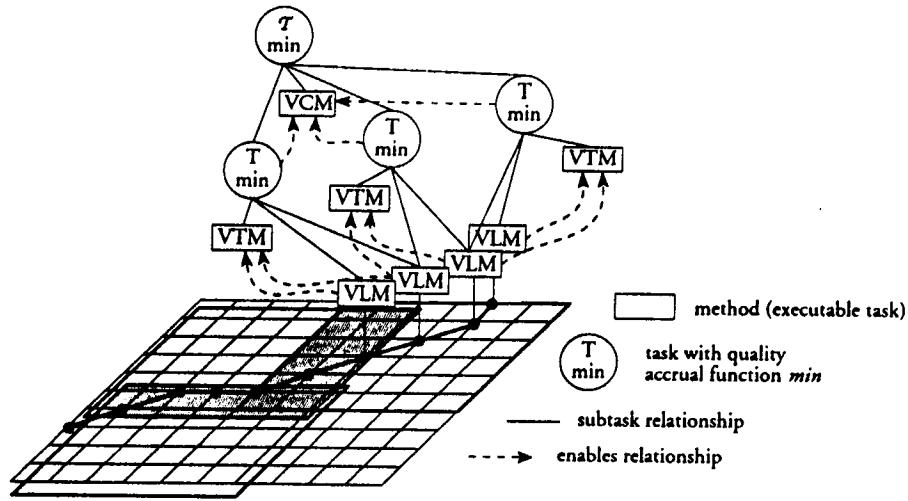 𝒯
min
T
min
VCM
T
min
VTM
T
min
VTM
VTM
VLM
VLM
VLM
VLM
method (executable task)
T
min
task with quality
accrual function min
subtask relationship
enables relationship